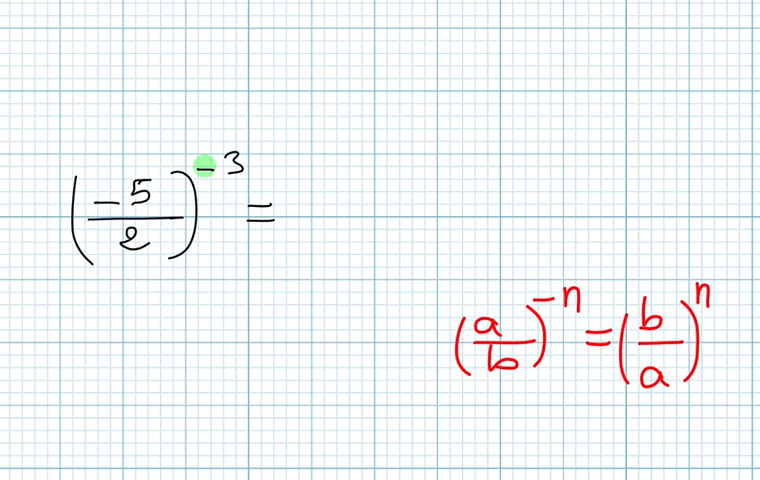 (-5/2)^-3 =
(a/b)^-n = (b/a)^n